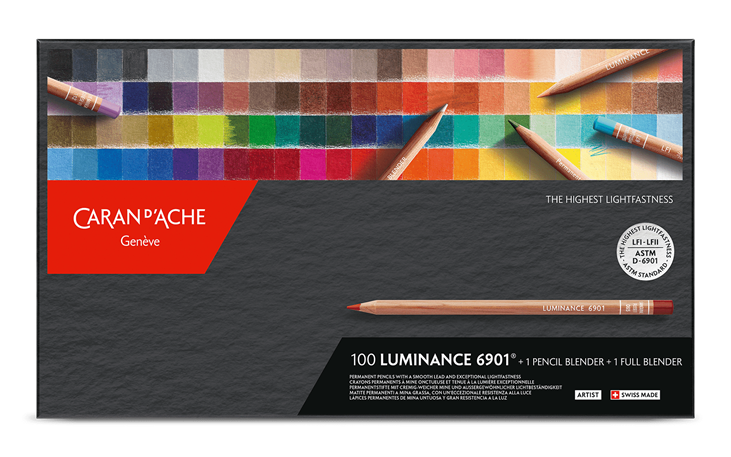 LUMINANCE
BLENDER
LFI
CARAN D'ACHE
Genève
THE HIGHEST LIGHTFASTNESS
THE HIGHEST LIGHTFASTNESS
LFI-LFII
ASTM
D-6901
ASTM STANDARD
LUMINANCE 6901
100 LUMINANCE 6901® + 1 PENCIL BLENDER + 1 FULL BLENDER
PERMANENT PENCILS WITH A SMOOTH LEAD AND EXCEPTIONAL LIGHTFASTNESS
CRAYONS PERMANENTS À MINE ONCTUEUSE ET TENUE À LA LUMIÈRE EXCEPTIONNELLE
PERMANENTSTIFTE MIT CREMIG-WEICHER MINE UND AUSSERGEWÖHNLICHER LICHTBESTÄNDIGKEIT
MATITE PERMANENTI A MINA GRASSA, CON UN'ECCEZIONALE RESISTENZA ALLA LUCE
LÁPICES PERMANENTES DE MINA UNTUOSA Y GRAN RESISTENCIA A LA LUZ
ARTIST
SWISS MADE